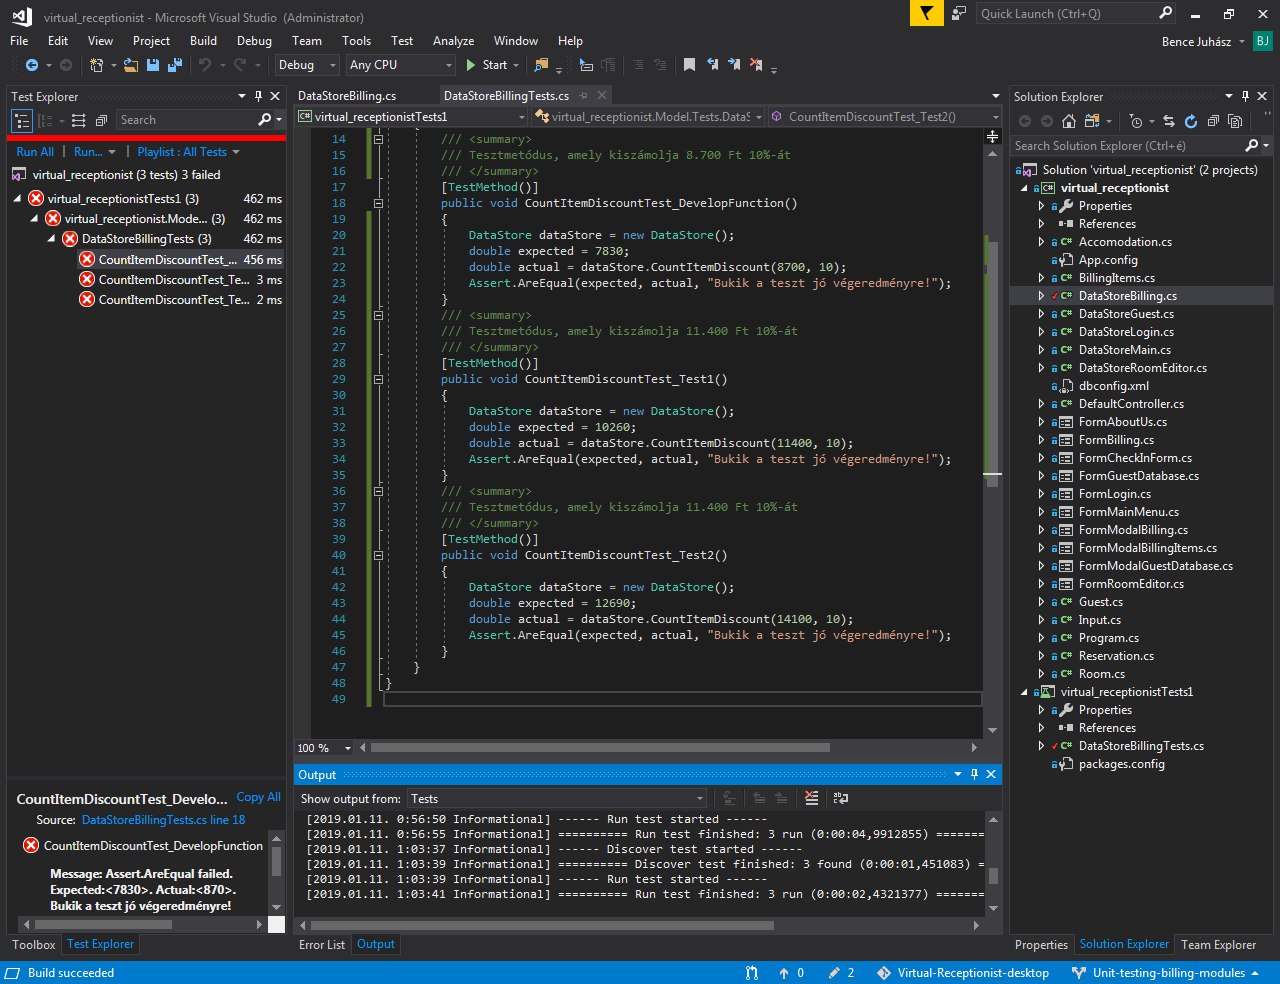 virtual_receptionist - Microsoft Visual Studio (Administrator)
Quick Launch (Ctrl+Q)
File Edit View Project Build Debug Team Tools Test Analyze Window Help
Bence Juhász BJ
Debug Any CPU Start
Test Explorer
Search
Run All | Run... | Playlist : All Tests
virtual_receptionist (3 tests) 3 failed
virtual_receptionistTests1 (3) 462 ms
virtual_receptionist.Mode... (3) 462 ms
DataStoreBillingTests (3) 462 ms
CountItemDiscountTest_... 456 ms
CountItemDiscountTest_Te... 3 ms
CountItemDiscountTest_Te... 2 ms
CountItemDiscountTest_Develo... Copy All
Source: DataStoreBillingTests.cs line 18
CountItemDiscountTest_DevelopFunction
Message: Assert.AreEqual failed.
Expected:<7830>. Actual:<870>.
Bukik a teszt jó végeredményre!
Toolbox Test Explorer
DataStoreBilling.cs DataStoreBillingTests.cs
virtual_receptionistTests1 virtual_receptionist.Model.Tests.DataS CountItemDiscountTest_Test2()
14 /// <summary>
15 /// Tesztmetódus, amely kiszámolja 8.700 Ft 10%-át
16 /// </summary>
17 [TestMethod()]
18 public void CountItemDiscountTest_DevelopFunction()
19 {
20 DataStore dataStore = new DataStore();
21 double expected = 7830;
22 double actual = dataStore.CountItemDiscount(8700, 10);
23 Assert.AreEqual(expected, actual, "Bukik a teszt jó végeredményre!");
24 }
25 /// <summary>
26 /// Tesztmetódus, amely kiszámolja 11.400 Ft 10%-át
27 /// </summary>
28 [TestMethod()]
29 public void CountItemDiscountTest_Test1()
30 {
31 DataStore dataStore = new DataStore();
32 double expected = 10260;
33 double actual = dataStore.CountItemDiscount(11400, 10);
34 Assert.AreEqual(expected, actual, "Bukik a teszt jó végeredményre!");
35 }
36 /// <summary>
37 /// Tesztmetódus, amely kiszámolja 11.400 Ft 10%-át
38 /// </summary>
39 [TestMethod()]
40 public void CountItemDiscountTest_Test2()
41 {
42 DataStore dataStore = new DataStore();
43 double expected = 12690;
44 double actual = dataStore.CountItemDiscount(14100, 10);
45 Assert.AreEqual(expected, actual, "Bukik a teszt jó végeredményre!");
46 }
47 }
48 }
49
100 %
Output
Show output from: Tests
[2019.01.11. 0:56:50 Informational] ------ Run test started ------
[2019.01.11. 0:56:55 Informational] ========== Run test finished: 3 run (0:00:04,9912855) =======
[2019.01.11. 1:03:37 Informational] ------ Discover test started ------
[2019.01.11. 1:03:39 Informational] ========== Discover test finished: 3 found (0:00:01,451083) =
[2019.01.11. 1:03:39 Informational] ------ Run test started ------
[2019.01.11. 1:03:41 Informational] ========== Run test finished: 3 run (0:00:02,4321377) =======
Error List Output
Solution Explorer
Search Solution Explorer (Ctrl+é)
Solution 'virtual_receptionist' (2 projects)
virtual_receptionist
Properties
References
Accomodation.cs
App.config
BillingItems.cs
DataStoreBilling.cs
DataStoreGuest.cs
DataStoreLogin.cs
DataStoreMain.cs
DataStoreRoomEditor.cs
dbconfig.xml
DefaultController.cs
FormAboutUs.cs
FormBilling.cs
FormCheckInForm.cs
FormGuestDatabase.cs
FormLogin.cs
FormMainMenu.cs
FormModalBilling.cs
FormModalBillingItems.cs
FormModalGuestDatabase.cs
FormRoomEditor.cs
Guest.cs
Input.cs
Program.cs
Reservation.cs
Room.cs
virtual_receptionistTests1
Properties
References
DataStoreBillingTests.cs
packages.config
Properties Solution Explorer Team Explorer
Build succeeded 0 2 Virtual-Receptionist-desktop Unit-testing-billing-modules